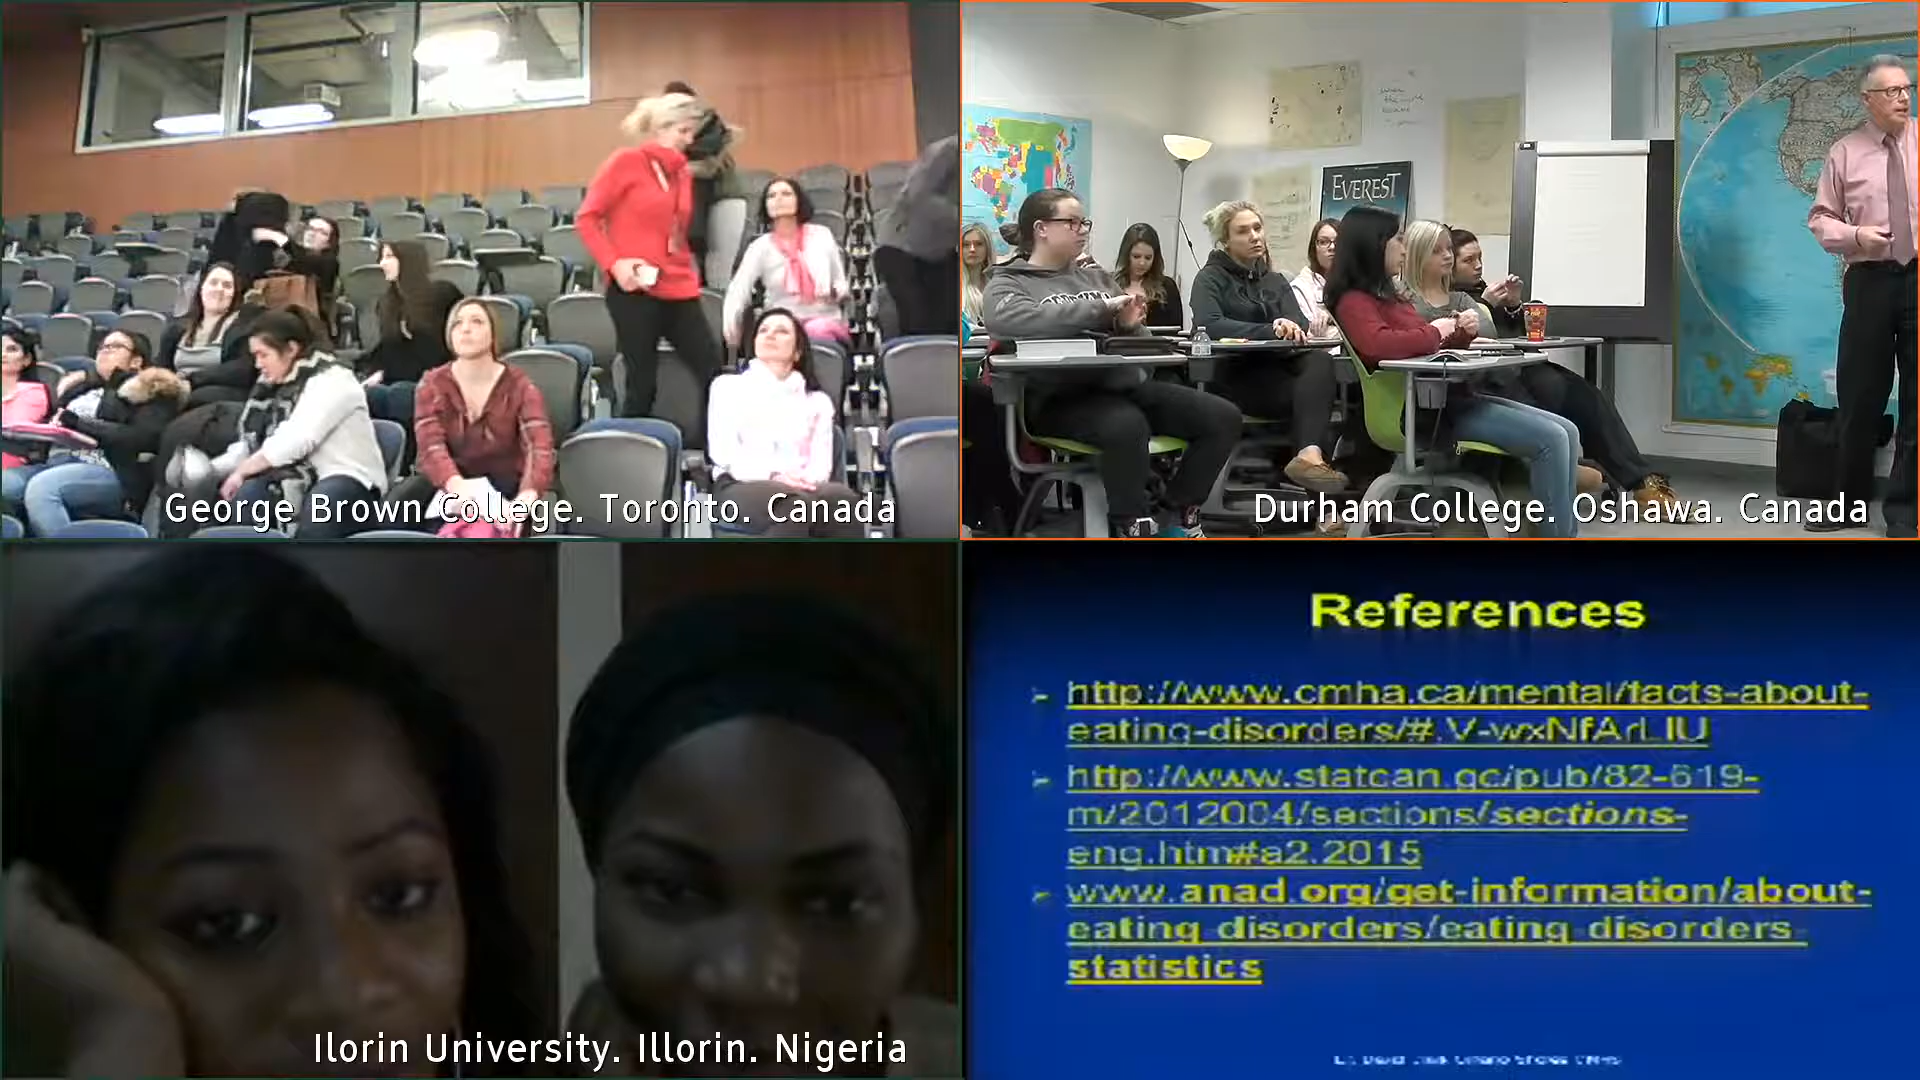 EVEREST
George Brown College. Toronto. Canada
Durham College. Oshawa. Canada
Ilorin University. Illorin. Nigeria
References
http://www.cmha.ca/mental/facts-about-
eating-disorders/#.V-wxNfArLIU
http://www.statcan.gc/pub/82-619-
m/2012004/sections/sections-
eng.htm#a2.2015
www.anad.org/get-information/about-
eating-disorders/eating-disorders-
statistics